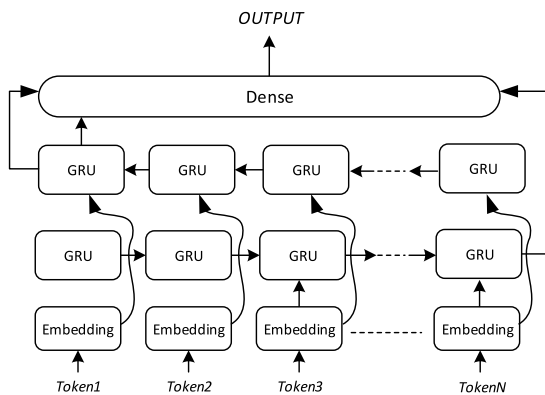 OUTPUT
Dense
GRU GRU GRU GRU
GRU GRU GRU GRU
Embedding Embedding Embedding Embedding
Token1 Token2 Token3 TokenN